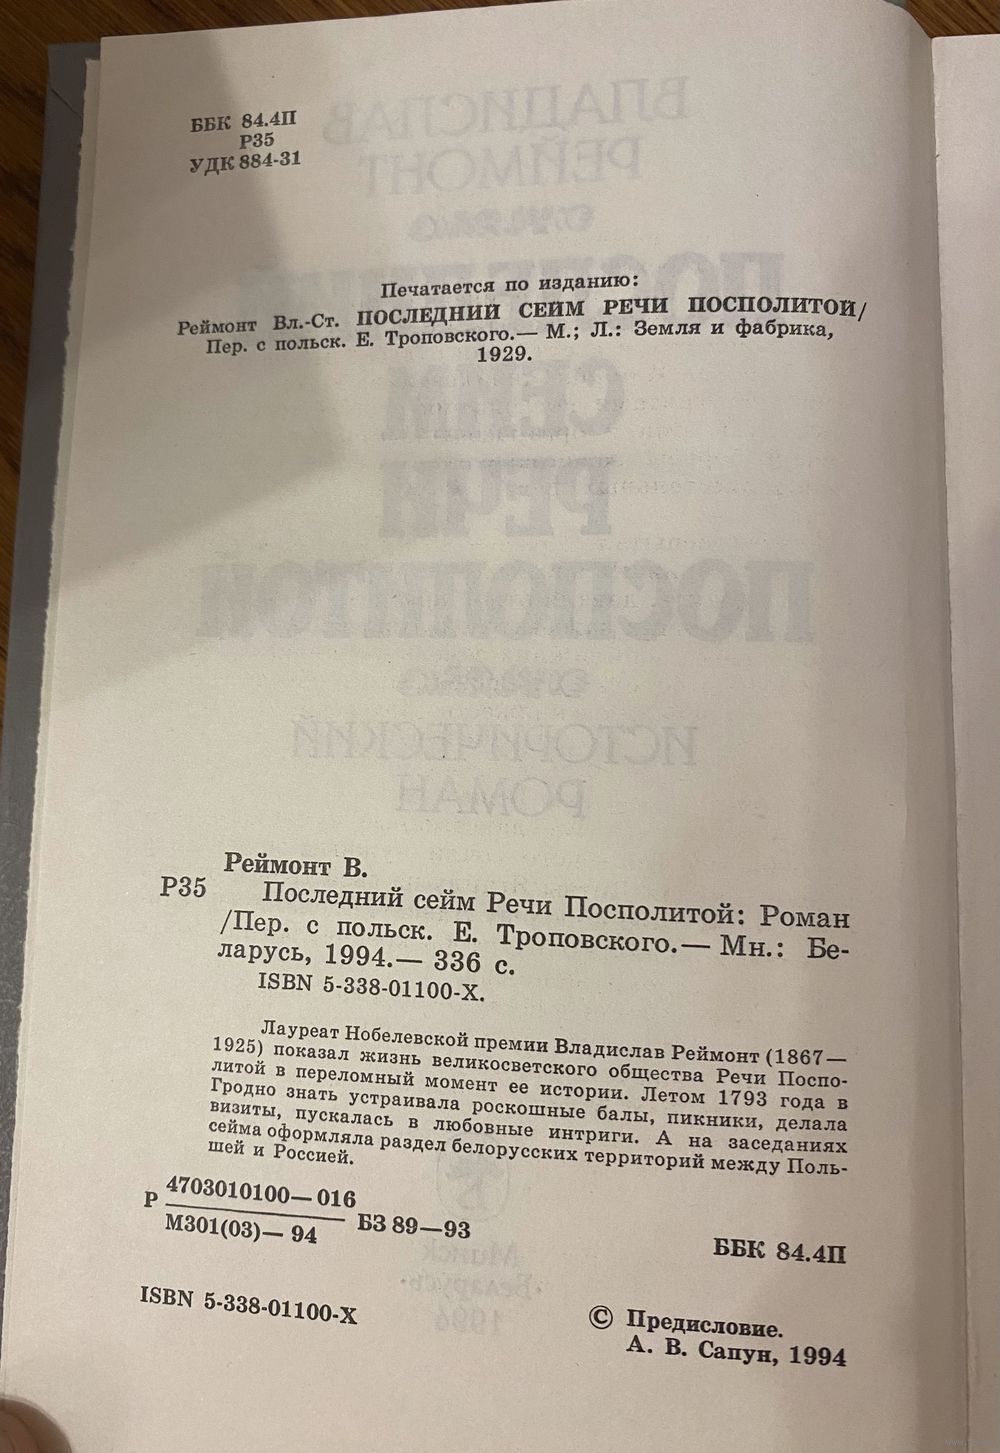 ББК 84.4П
Р35
УДК 884-31
Печатается по изданию:
Реймонт Вл.-Ст. ПОСЛЕДНИЙ СЕЙМ РЕЧИ ПОСПОЛИТОЙ/
Пер. с польск. Е. Троповского.— М.; Л.: Земля и фабрика,
1929.
Реймонт В.
Р35 Последний сейм Речи Посполитой: Роман
/Пер. с польск. Е. Троповского.— Мн.: Бе-
ларусь, 1994.— 336 с.
ISBN 5-338-01100-X.
Лауреат Нобелевской премии Владислав Реймонт (1867—
1925) показал жизнь великосветского общества Речи Поспо-
литой в переломный момент ее истории. Летом 1793 года в
Гродно знать устраивала роскошные балы, пикники, делала
визиты, пускалась в любовные интриги. А на заседаниях
сейма оформляла раздел белорусских территорий между Поль-
шей и Россией.
Р 4703010100—016
М301(03)— 94 БЗ 89—93
ББК 84.4П
ISBN 5-338-01100-X
© Предисловие.
А. В. Сапун, 1994